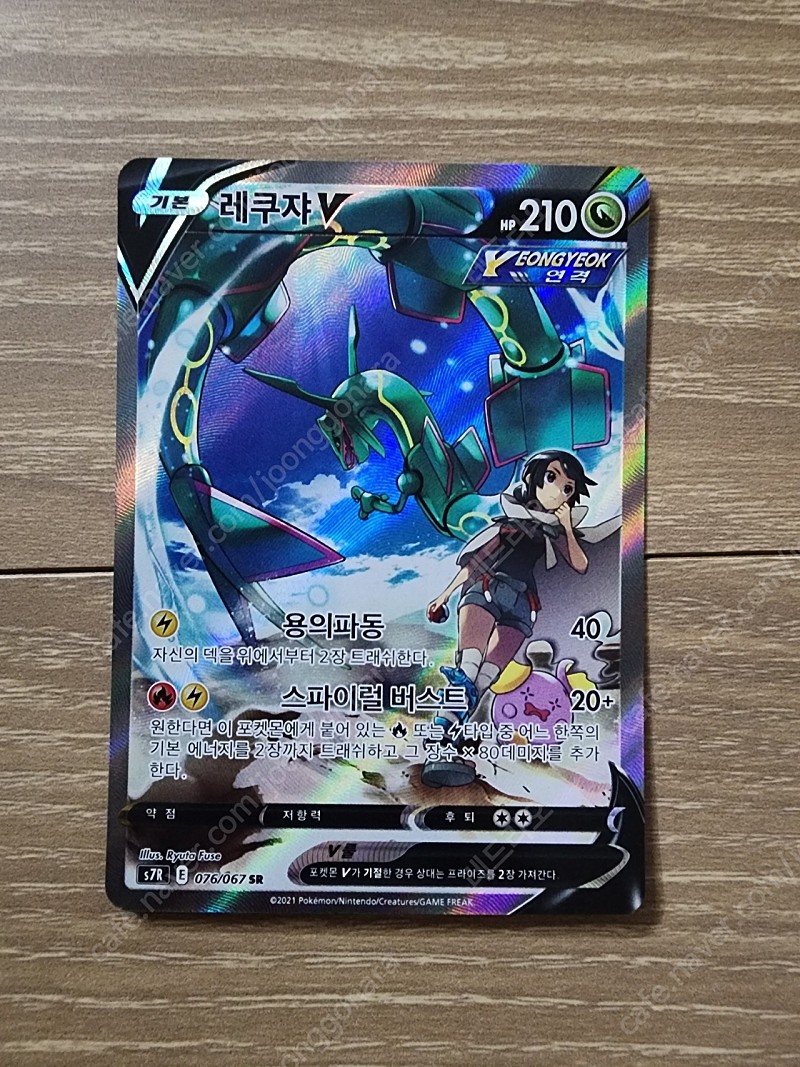 기본 레쿠쟈 V HP 210
YEONGYEOK
연격
용의파동 40
자신의 덱을 위에서부터 2장 트래쉬한다.
스파이럴 버스트 20+
원한다면 이 포켓몬에게 붙어 있는 또는 타입 중 어느 한쪽의
기본 에너지를 2장까지 트래쉬하고 그 장수 × 80데미지를 추가
한다.
약점 저항력 후퇴
Illus. Ryuta Fuse
V룰
s7R E 076/067 SR
포켓몬 V가 기절한 경우 상대는 프라이즈를 2장 가져간다.
©2021 Pokémon/Nintendo/Creatures/GAME FREAK
cafe.naver.com/joonggonara